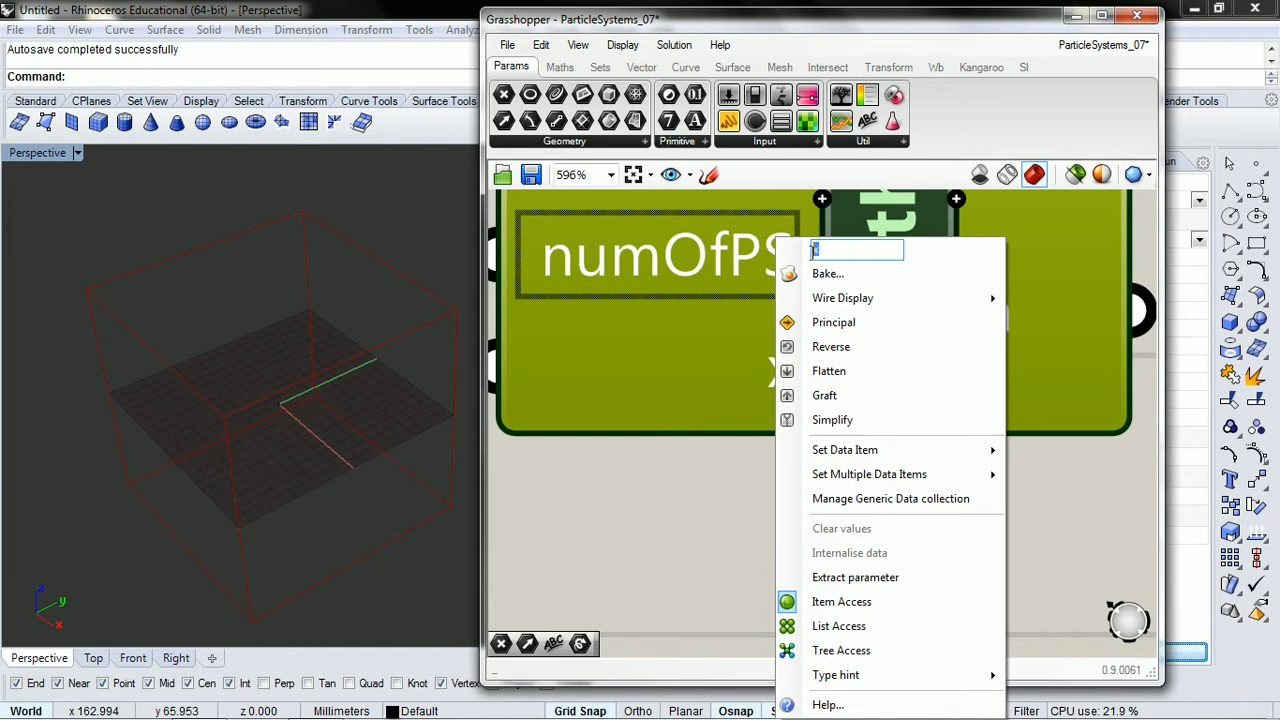 Untitled - Rhinoceros Educational (64-bit) - [Perspective]
File Edit View Curve Surface Solid Mesh Dimension Transform Tools
Autosave completed successfully
Command:
Standard CPlanes Set View Display Select Transform Curve Tools Surface Tools
Perspective
z
y
x
Perspective Top Front Right
End Near Point Mid Cen Int Perp Tan Quad Knot Vertex
World x 162.994 y 65.953 z 0.000 Millimeters Default Grid Snap Ortho Planar Osnap Filter CPU use: 21.9 %
Grasshopper - ParticleSystems_07*
File Edit View Display Solution Help ParticleSystems_07*
Params Maths Sets Vector Curve Surface Mesh Intersect Transform Wb Kangaroo SI
Geometry Primitive Input Util
596%
numOfPS
x
Bake...
Wire Display
Principal
Reverse
Flatten
Graft
Simplify
Set Data Item
Set Multiple Data Items
Manage Generic Data collection
Clear values
Internalise data
Extract parameter
Item Access
List Access
Tree Access
Type hint
Help...
0.9.0061